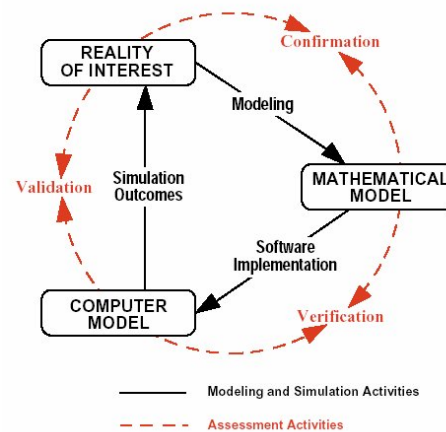 REALITY
OF INTEREST
Confirmation
Modeling
Validation
Simulation
Outcomes
MATHEMATICAL
MODEL
Software
Implementation
COMPUTER
MODEL
Verification
Modeling and Simulation Activities
Assessment Activities